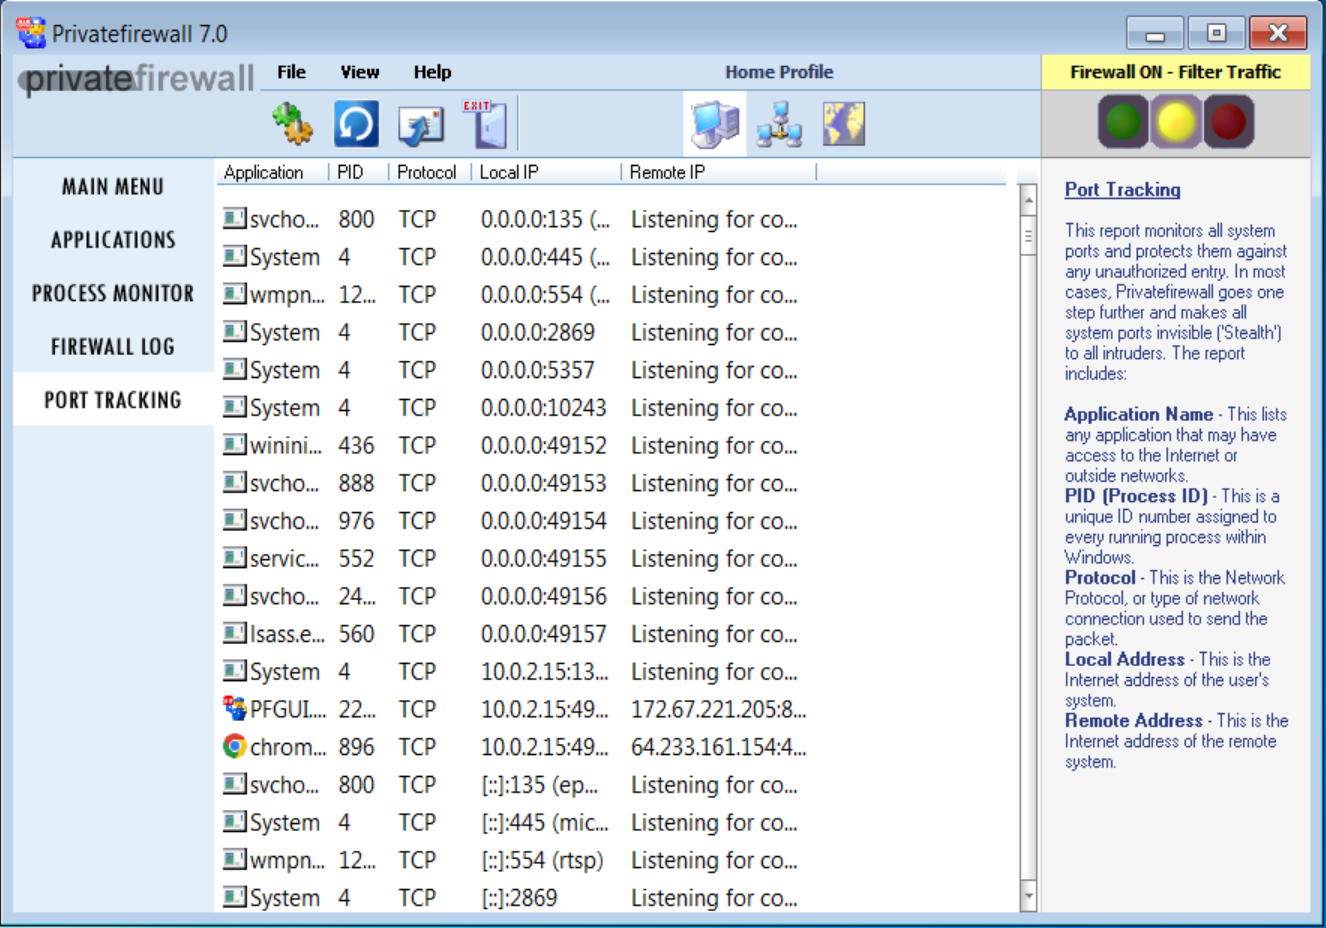 Privatefirewall 7.0
privatefirewall
File View Help
Home Profile
Firewall ON - Filter Traffic
EXIT
MAIN MENU
APPLICATIONS
PROCESS MONITOR
FIREWALL LOG
PORT TRACKING
Application PID Protocol Local IP Remote IP
svcho... 800 TCP 0.0.0.0:135 (... Listening for co...
System 4 TCP 0.0.0.0:445 (... Listening for co...
wmpn... 12... TCP 0.0.0.0:554 (... Listening for co...
System 4 TCP 0.0.0.0:2869 Listening for co...
System 4 TCP 0.0.0.0:5357 Listening for co...
System 4 TCP 0.0.0.0:10243 Listening for co...
winini... 436 TCP 0.0.0.0:49152 Listening for co...
svcho... 888 TCP 0.0.0.0:49153 Listening for co...
svcho... 976 TCP 0.0.0.0:49154 Listening for co...
servic... 552 TCP 0.0.0.0:49155 Listening for co...
svcho... 24... TCP 0.0.0.0:49156 Listening for co...
lsass.e... 560 TCP 0.0.0.0:49157 Listening for co...
System 4 TCP 10.0.2.15:13... Listening for co...
PFGUI.... 22... TCP 10.0.2.15:49... 172.67.221.205:8...
chrom... 896 TCP 10.0.2.15:49... 64.233.161.154:4...
svcho... 800 TCP [::]:135 (ep... Listening for co...
System 4 TCP [::]:445 (mic... Listening for co...
wmpn... 12... TCP [::]:554 (rtsp) Listening for co...
System 4 TCP [::]:2869 Listening for co...
Port Tracking
This report monitors all system
ports and protects them against
any unauthorized entry. In most
cases, Privatefirewall goes one
step further and makes all
system ports invisible ('Stealth')
to all intruders. The report
includes:
Application Name - This lists
any application that may have
access to the Internet or
outside networks.
PID (Process ID) - This is a
unique ID number assigned to
every running process within
Windows.
Protocol - This is the Network
Protocol, or type of network
connection used to send the
packet.
Local Address - This is the
Internet address of the user's
system.
Remote Address - This is the
Internet address of the remote
system.